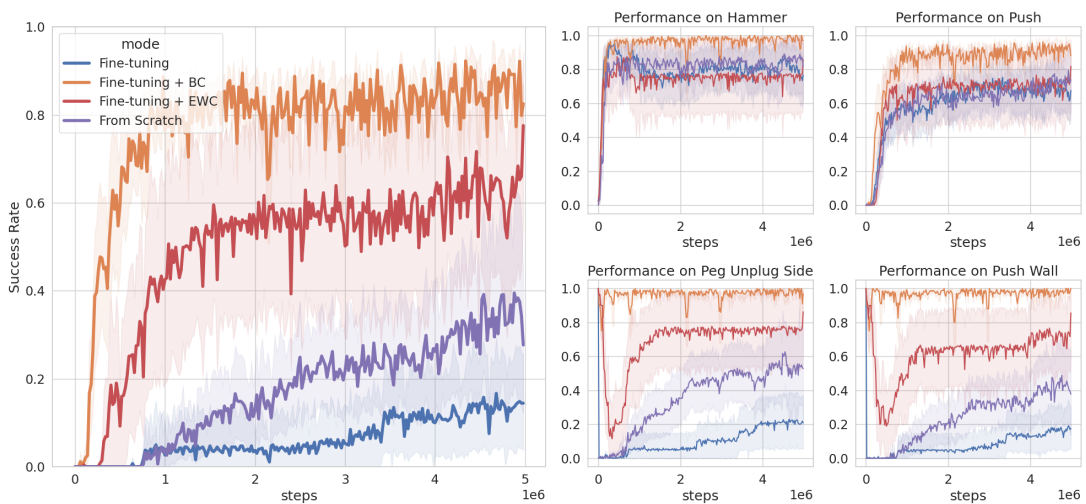 Success Rate
1.0
0.8
0.6
0.4
0.2
0.0
mode
Fine-tuning
Fine-tuning + BC
Fine-tuning + EWC
From Scratch
0 1 2 3 4 5
steps
1e6
Performance on Hammer
1.0
0.8
0.6
0.4
0.2
0.0
0 2 4
steps
1e6
Performance on Push
1.0
0.8
0.6
0.4
0.2
0.0
0 2 4
steps
1e6
Performance on Peg Unplug Side
1.0
0.8
0.6
0.4
0.2
0.0
0 2 4
steps
1e6
Performance on Push Wall
1.0
0.8
0.6
0.4
0.2
0.0
0 2 4
steps
1e6